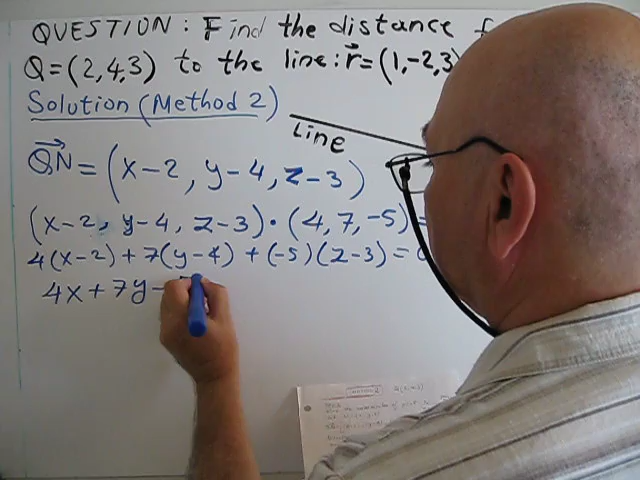 QUESTION: Find the distance f
Q=(2,4,3) to the line: r⃗=(1,-2,3)
Solution (Method 2)
Line
QN⃗=(x-2, y-4, z-3)
(x-2, y-4, z-3)·(4,7,-5)=
4(x-2)+7(y-4)+(-5)(z-3)=0
4x+7y-